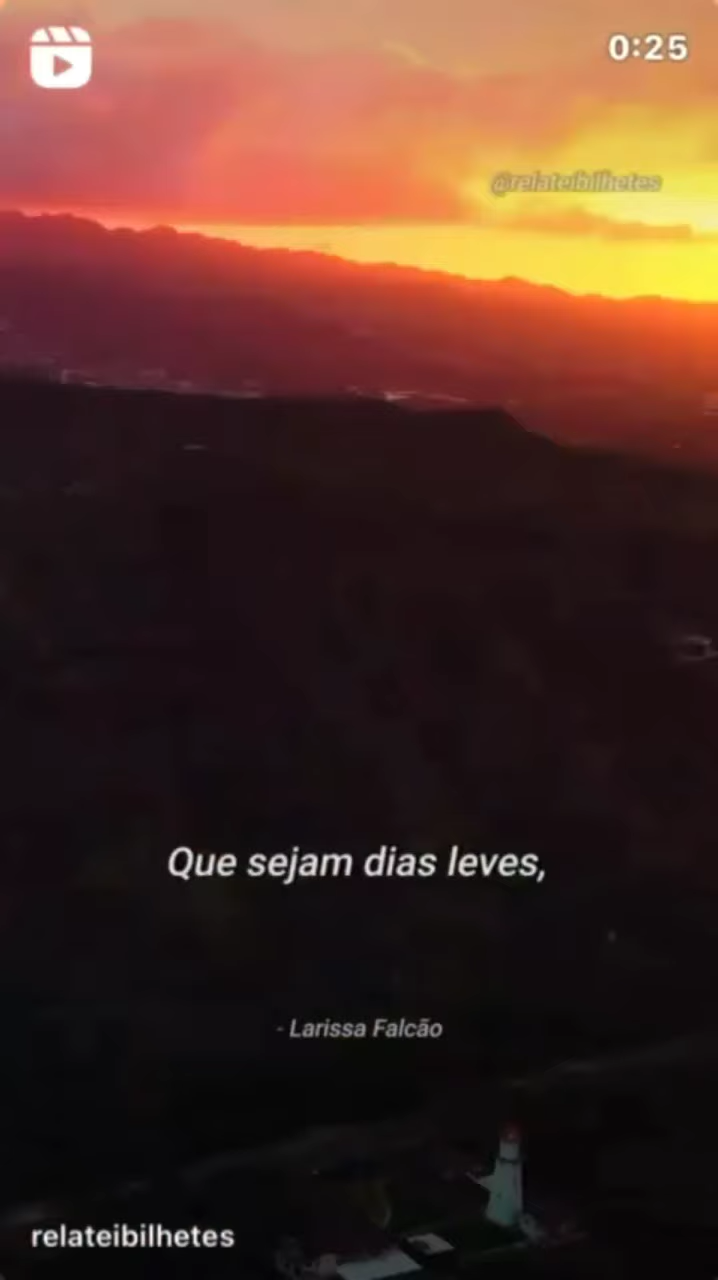 0:25
@relateibilhetes
Que sejam dias leves,
- Larissa Falcão
relateibilhetes